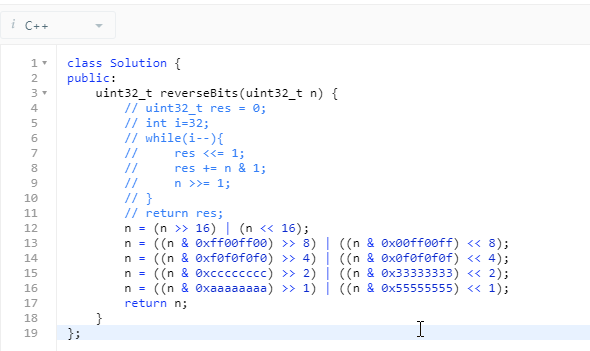 i C++
1 class Solution {
2 public:
3 uint32_t reverseBits(uint32_t n) {
4 // uint32_t res = 0;
5 // int i=32;
6 // while(i--){
7 //     res <<= 1;
8 //     res += n & 1;
9 //     n >>= 1;
10 // }
11 // return res;
12 n = (n >> 16) | (n << 16);
13 n = ((n & 0xff00ff00) >> 8) | ((n & 0x00ff00ff) << 8);
14 n = ((n & 0xf0f0f0f0) >> 4) | ((n & 0x0f0f0f0f) << 4);
15 n = ((n & 0xcccccccc) >> 2) | ((n & 0x33333333) << 2);
16 n = ((n & 0xaaaaaaaa) >> 1) | ((n & 0x55555555) << 1);
17 return n;
18 }
19 };